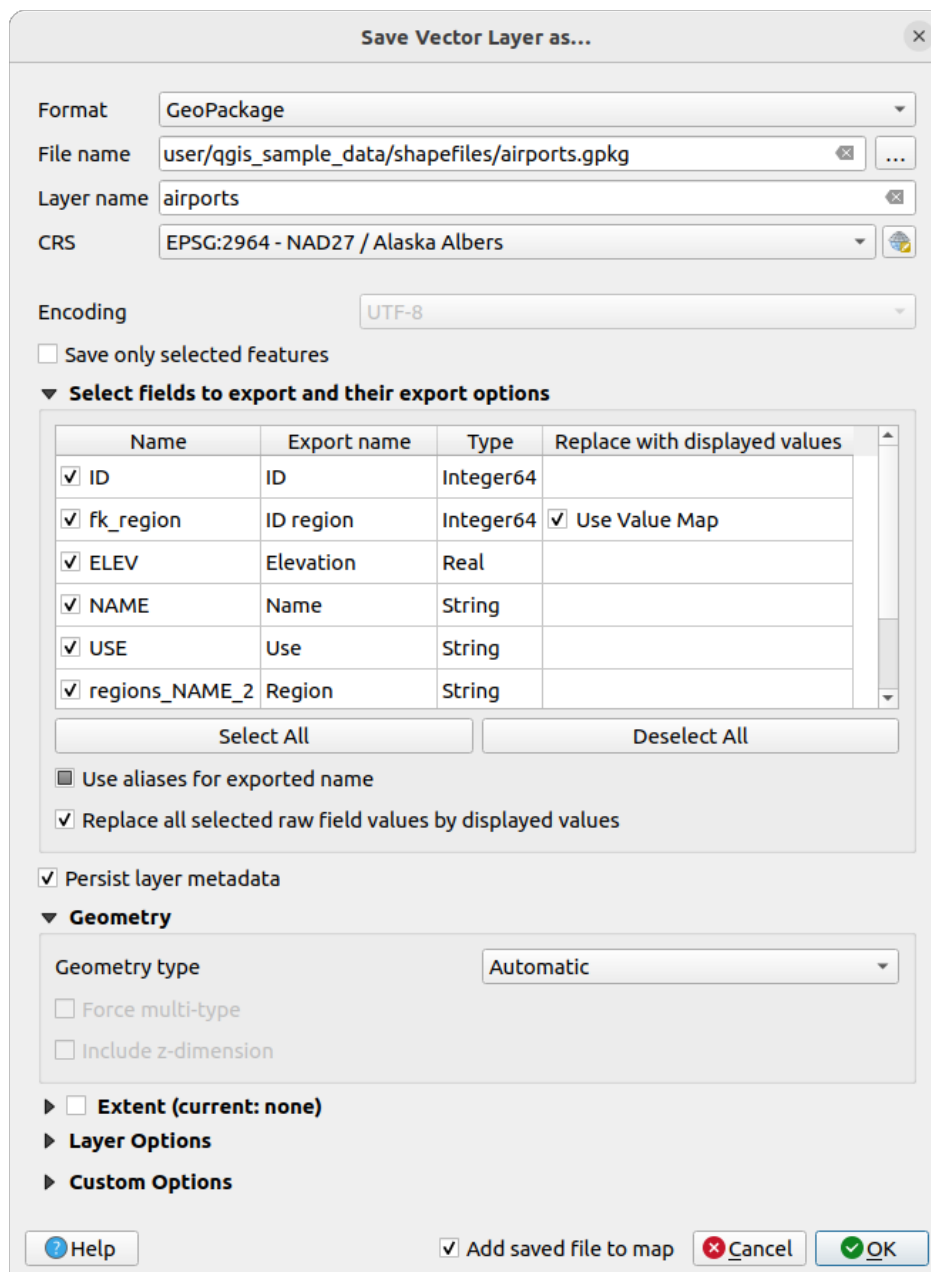 Save Vector Layer as...
Format GeoPackage
File name user/qgis_sample_data/shapefiles/airports.gpkg ...
Layer name airports
CRS EPSG:2964 - NAD27 / Alaska Albers
Encoding UTF-8
Save only selected features
Select fields to export and their export options
Name Export name Type Replace with displayed values
ID ID Integer64
fk_region ID region Integer64 Use Value Map
ELEV Elevation Real
NAME Name String
USE Use String
regions_NAME_2 Region String
Select All Deselect All
Use aliases for exported name
Replace all selected raw field values by displayed values
Persist layer metadata
Geometry
Geometry type Automatic
Force multi-type
Include z-dimension
Extent (current: none)
Layer Options
Custom Options
Help Add saved file to map Cancel OK